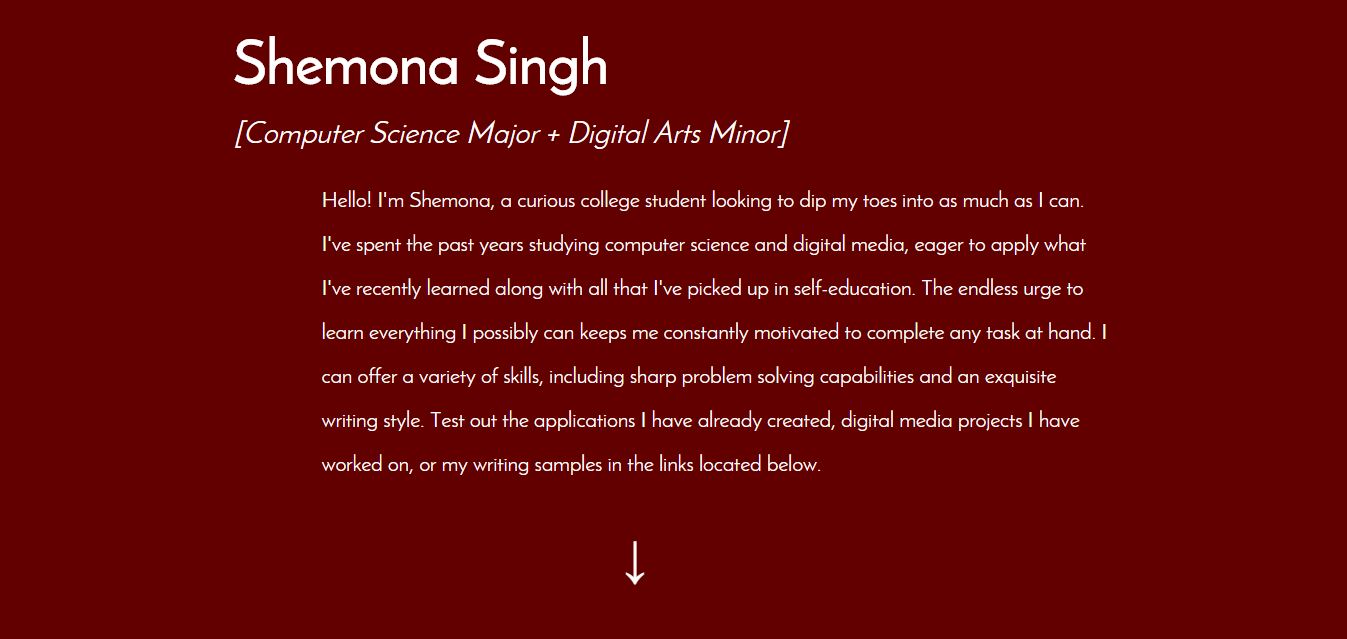 Shemona Singh
[Computer Science Major + Digital Arts Minor]
Hello! I'm Shemona, a curious college student looking to dip my toes into as much as I can.
I've spent the past years studying computer science and digital media, eager to apply what
I've recently learned along with all that I've picked up in self-education. The endless urge to
learn everything I possibly can keeps me constantly motivated to complete any task at hand. I
can offer a variety of skills, including sharp problem solving capabilities and an exquisite
writing style. Test out the applications I have already created, digital media projects I have
worked on, or my writing samples in the links located below.
↓